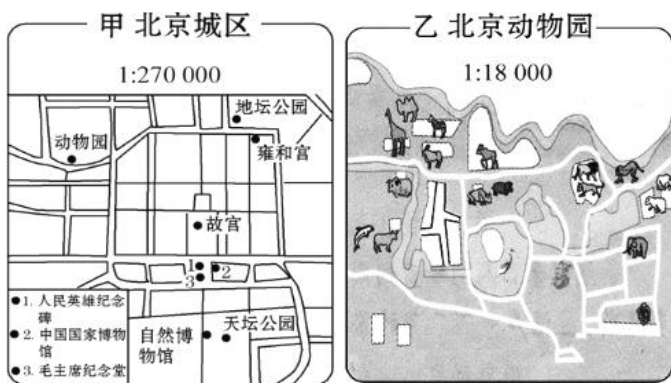 甲 北京城区
1:270 000
地坛公园
动物园
雍和宫
故宫
1
2
3
1. 人民英雄纪念
碑
2. 中国国家博物
馆
3. 毛主席纪念堂
自然博
物馆
天坛公园
乙 北京动物园
1:18 000